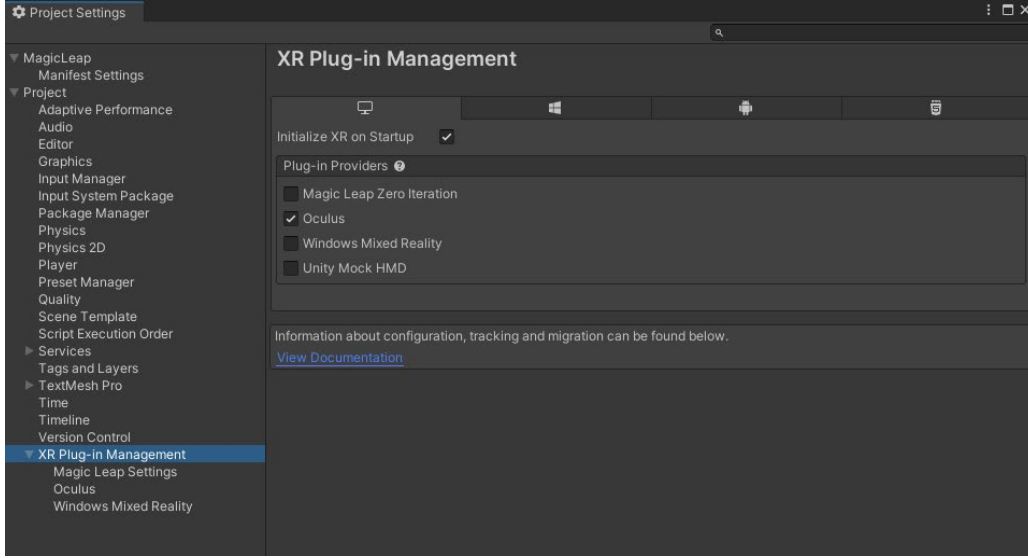 Project Settings
MagicLeap
Manifest Settings
Project
Adaptive Performance
Audio
Editor
Graphics
Input Manager
Input System Package
Package Manager
Physics
Physics 2D
Player
Preset Manager
Quality
Scene Template
Script Execution Order
Services
Tags and Layers
TextMesh Pro
Time
Timeline
Version Control
XR Plug-in Management
Magic Leap Settings
Oculus
Windows Mixed Reality
XR Plug-in Management
Initialize XR on Startup
Plug-in Providers
Magic Leap Zero Iteration
Oculus
Windows Mixed Reality
Unity Mock HMD
Information about configuration, tracking and migration can be found below.
View Documentation